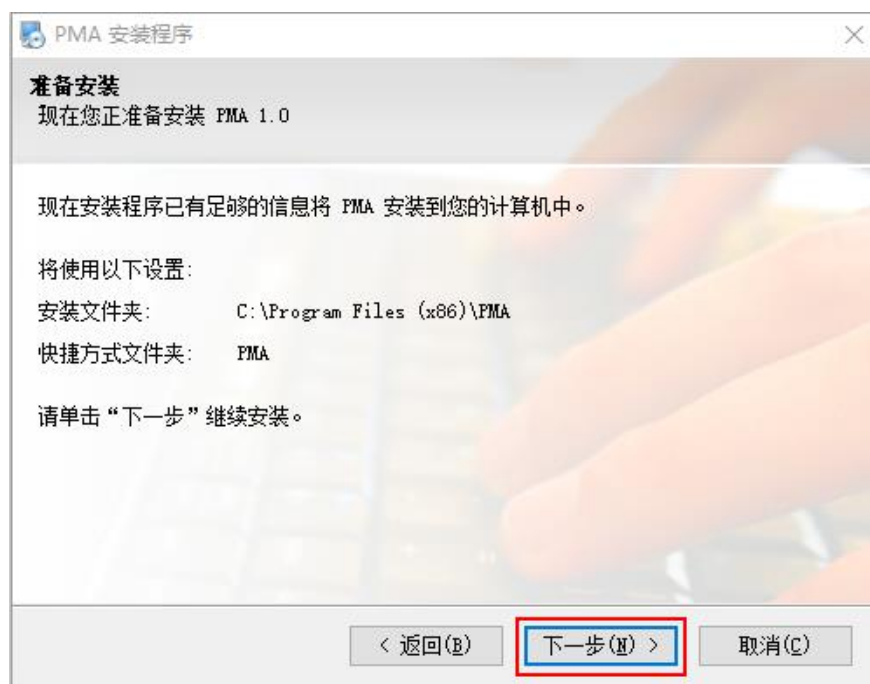 PMA 安装程序
准备安装
现在您正准备安装 PMA 1.0
现在安装程序已有足够的信息将 PMA 安装到您的计算机中。
将使用以下设置:
安装文件夹: C:\Program Files (x86)\PMA
快捷方式文件夹: PMA
请单击“下一步”继续安装。
< 返回(B) 下一步(N) > 取消(C)